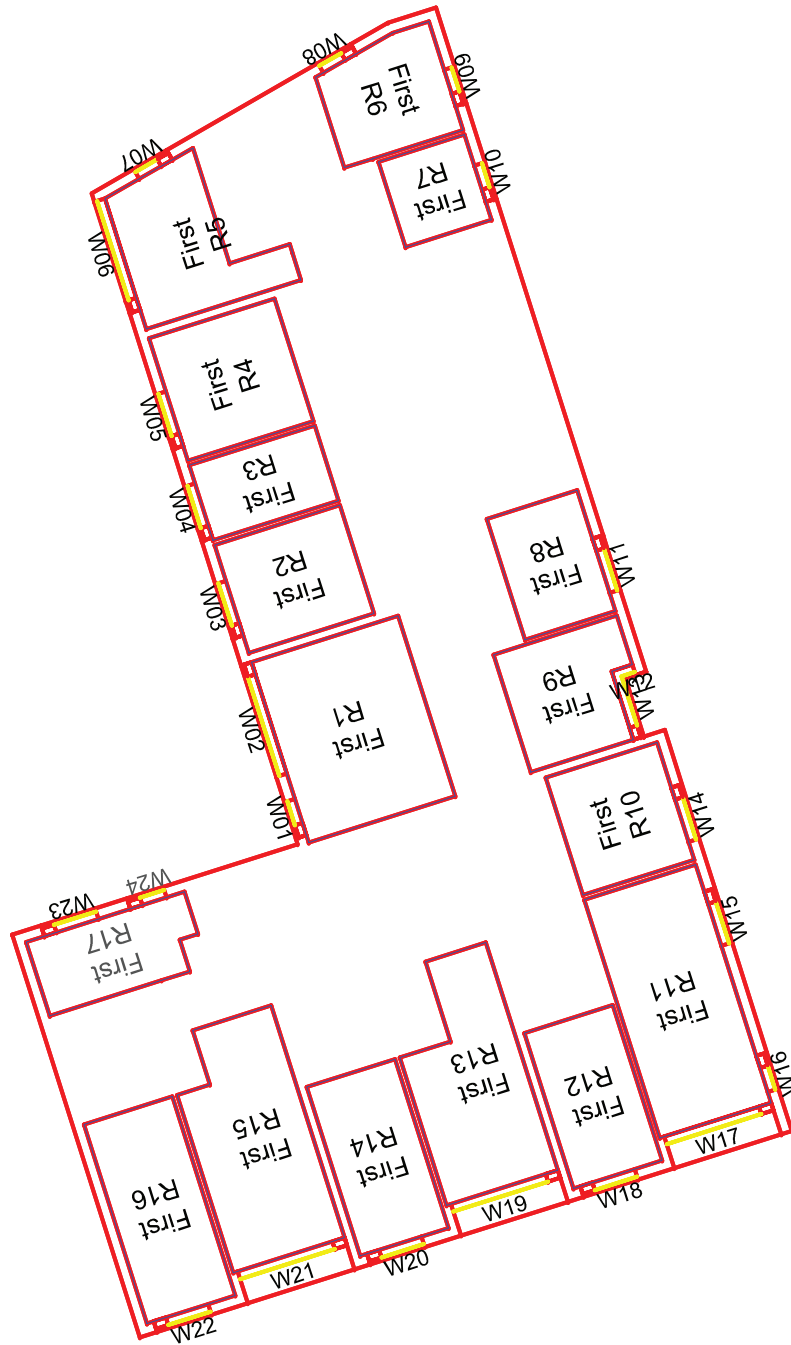 W08
W09
First
R6
W07
W10
R7
First
W06
First
R5
W05
First
R4
W04
R3
First
W03
R2
First
R8
First
W11
W02
R1
First
R9
First
W12
W13
W01
First
R10
W14
W24
W23
R17
First
W15
R11
First
R13
First
W16
R12
First
R15
First
R14
First
W17
R16
First
W18
W19
W20
W21
W22